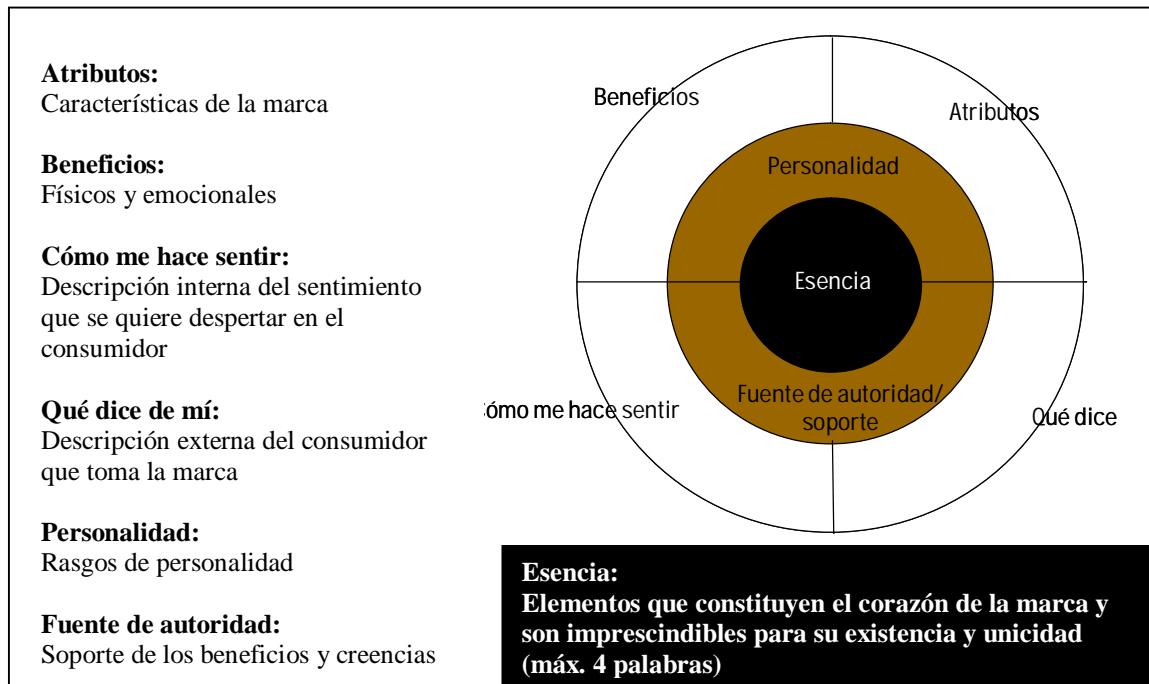 Atributos:
Características de la marca
Beneficios:
Físicos y emocionales
Cómo me hace sentir:
Descripción interna del sentimiento
que se quiere despertar en el
consumidor
Qué dice de mí:
Descripción externa del consumidor
que toma la marca
Personalidad:
Rasgos de personalidad
Fuente de autoridad:
Soporte de los beneficios y creencias
Beneficios
Atributos
Personalidad
Esencia
Fuente de autoridad/
soporte
ómo me hace sentir
Qué dice
Esencia:
Elementos que constituyen el corazón de la marca y
son imprescindibles para su existencia y unicidad
(máx. 4 palabras)